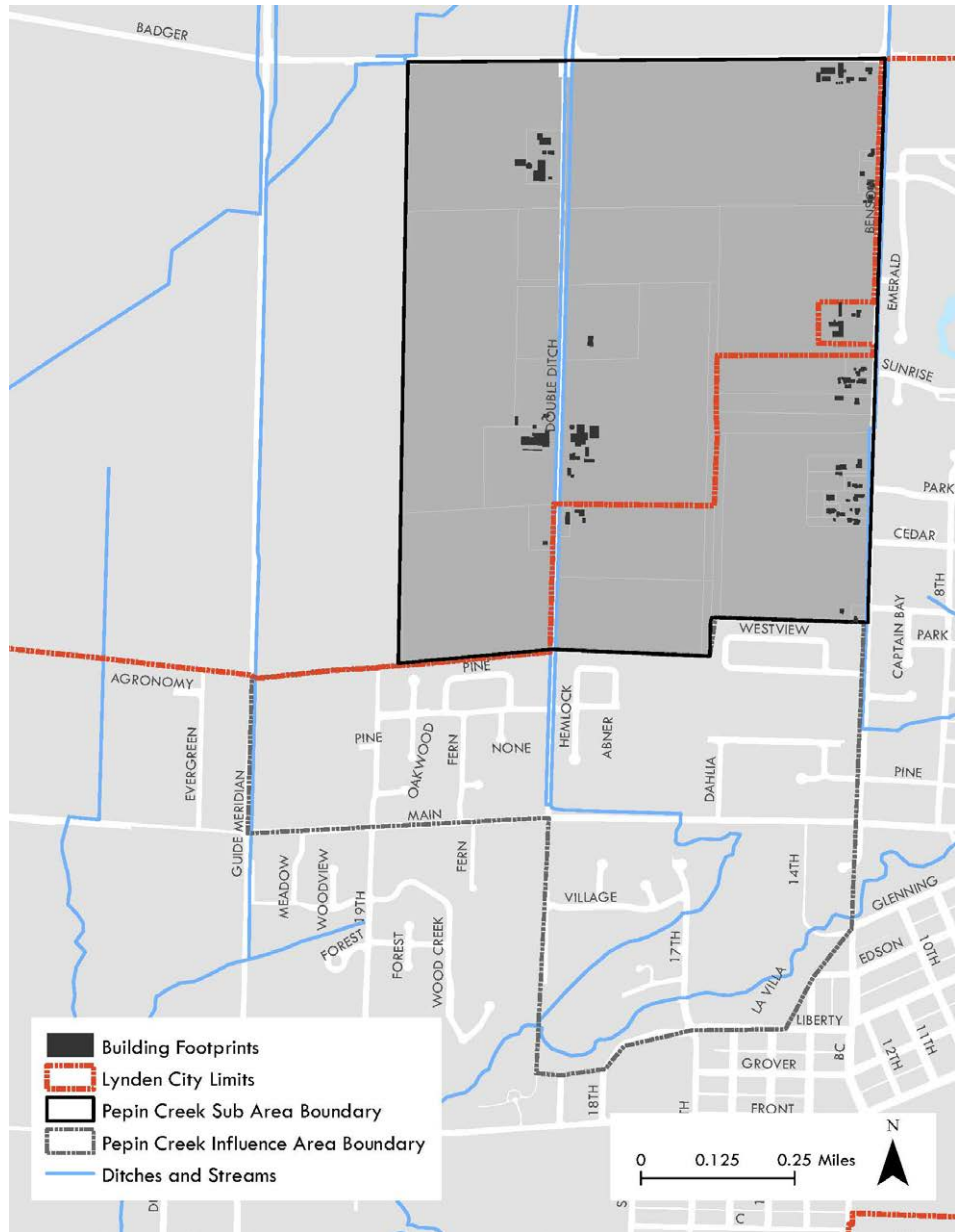 BADGER
BENSON
EMERALD
DOUBLE DITCH
SUNRISE
PARK
CEDAR
8TH
CAPTAIN BAY
WESTVIEW
PARK
PINE
AGRONOMY
HEMLOCK
EVERGREEN
PINE
OAKWOOD
FERN
NONE
ABNER
DAHLIA
PINE
MAIN
GUIDE MERIDIAN
FERN
14TH
MEADOW
WOODVIEW
19TH
VILLAGE
GLENNING
FOREST
FOREST
WOOD CREEK
17TH
EDSON
10TH
LA VILLA
LIBERTY
11TH
BC
12TH
GROVER
18TH
TH
FRONT
Building Footprints
Lynden City Limits
Pepin Creek Sub Area Boundary
Pepin Creek Influence Area Boundary
Ditches and Streams
N
0 0.125 0.25 Miles
DI
S
C
1